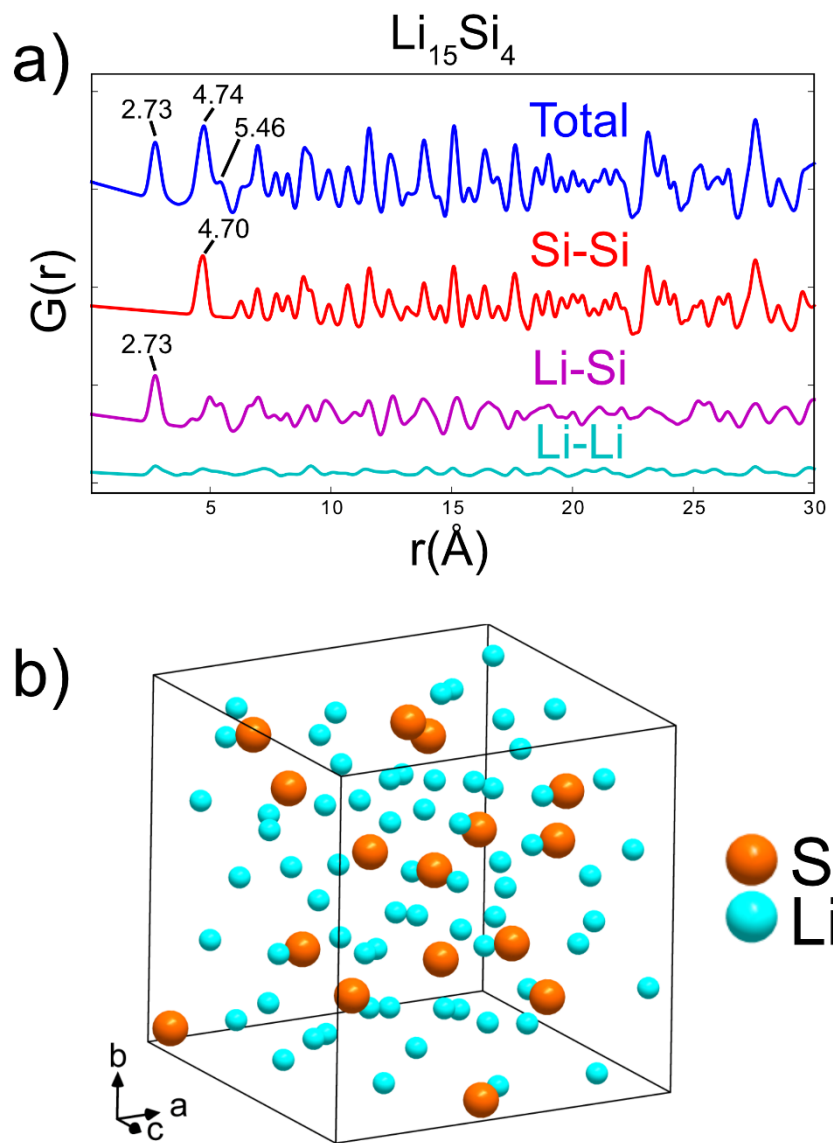 Li15Si4
a)
2.73
4.74
5.46
Total
4.70
Si-Si
G(r)
2.73
Li-Si
Li-Li
5 10 15 20 25 30
r(Å)
b)
S
Li
b
a
c